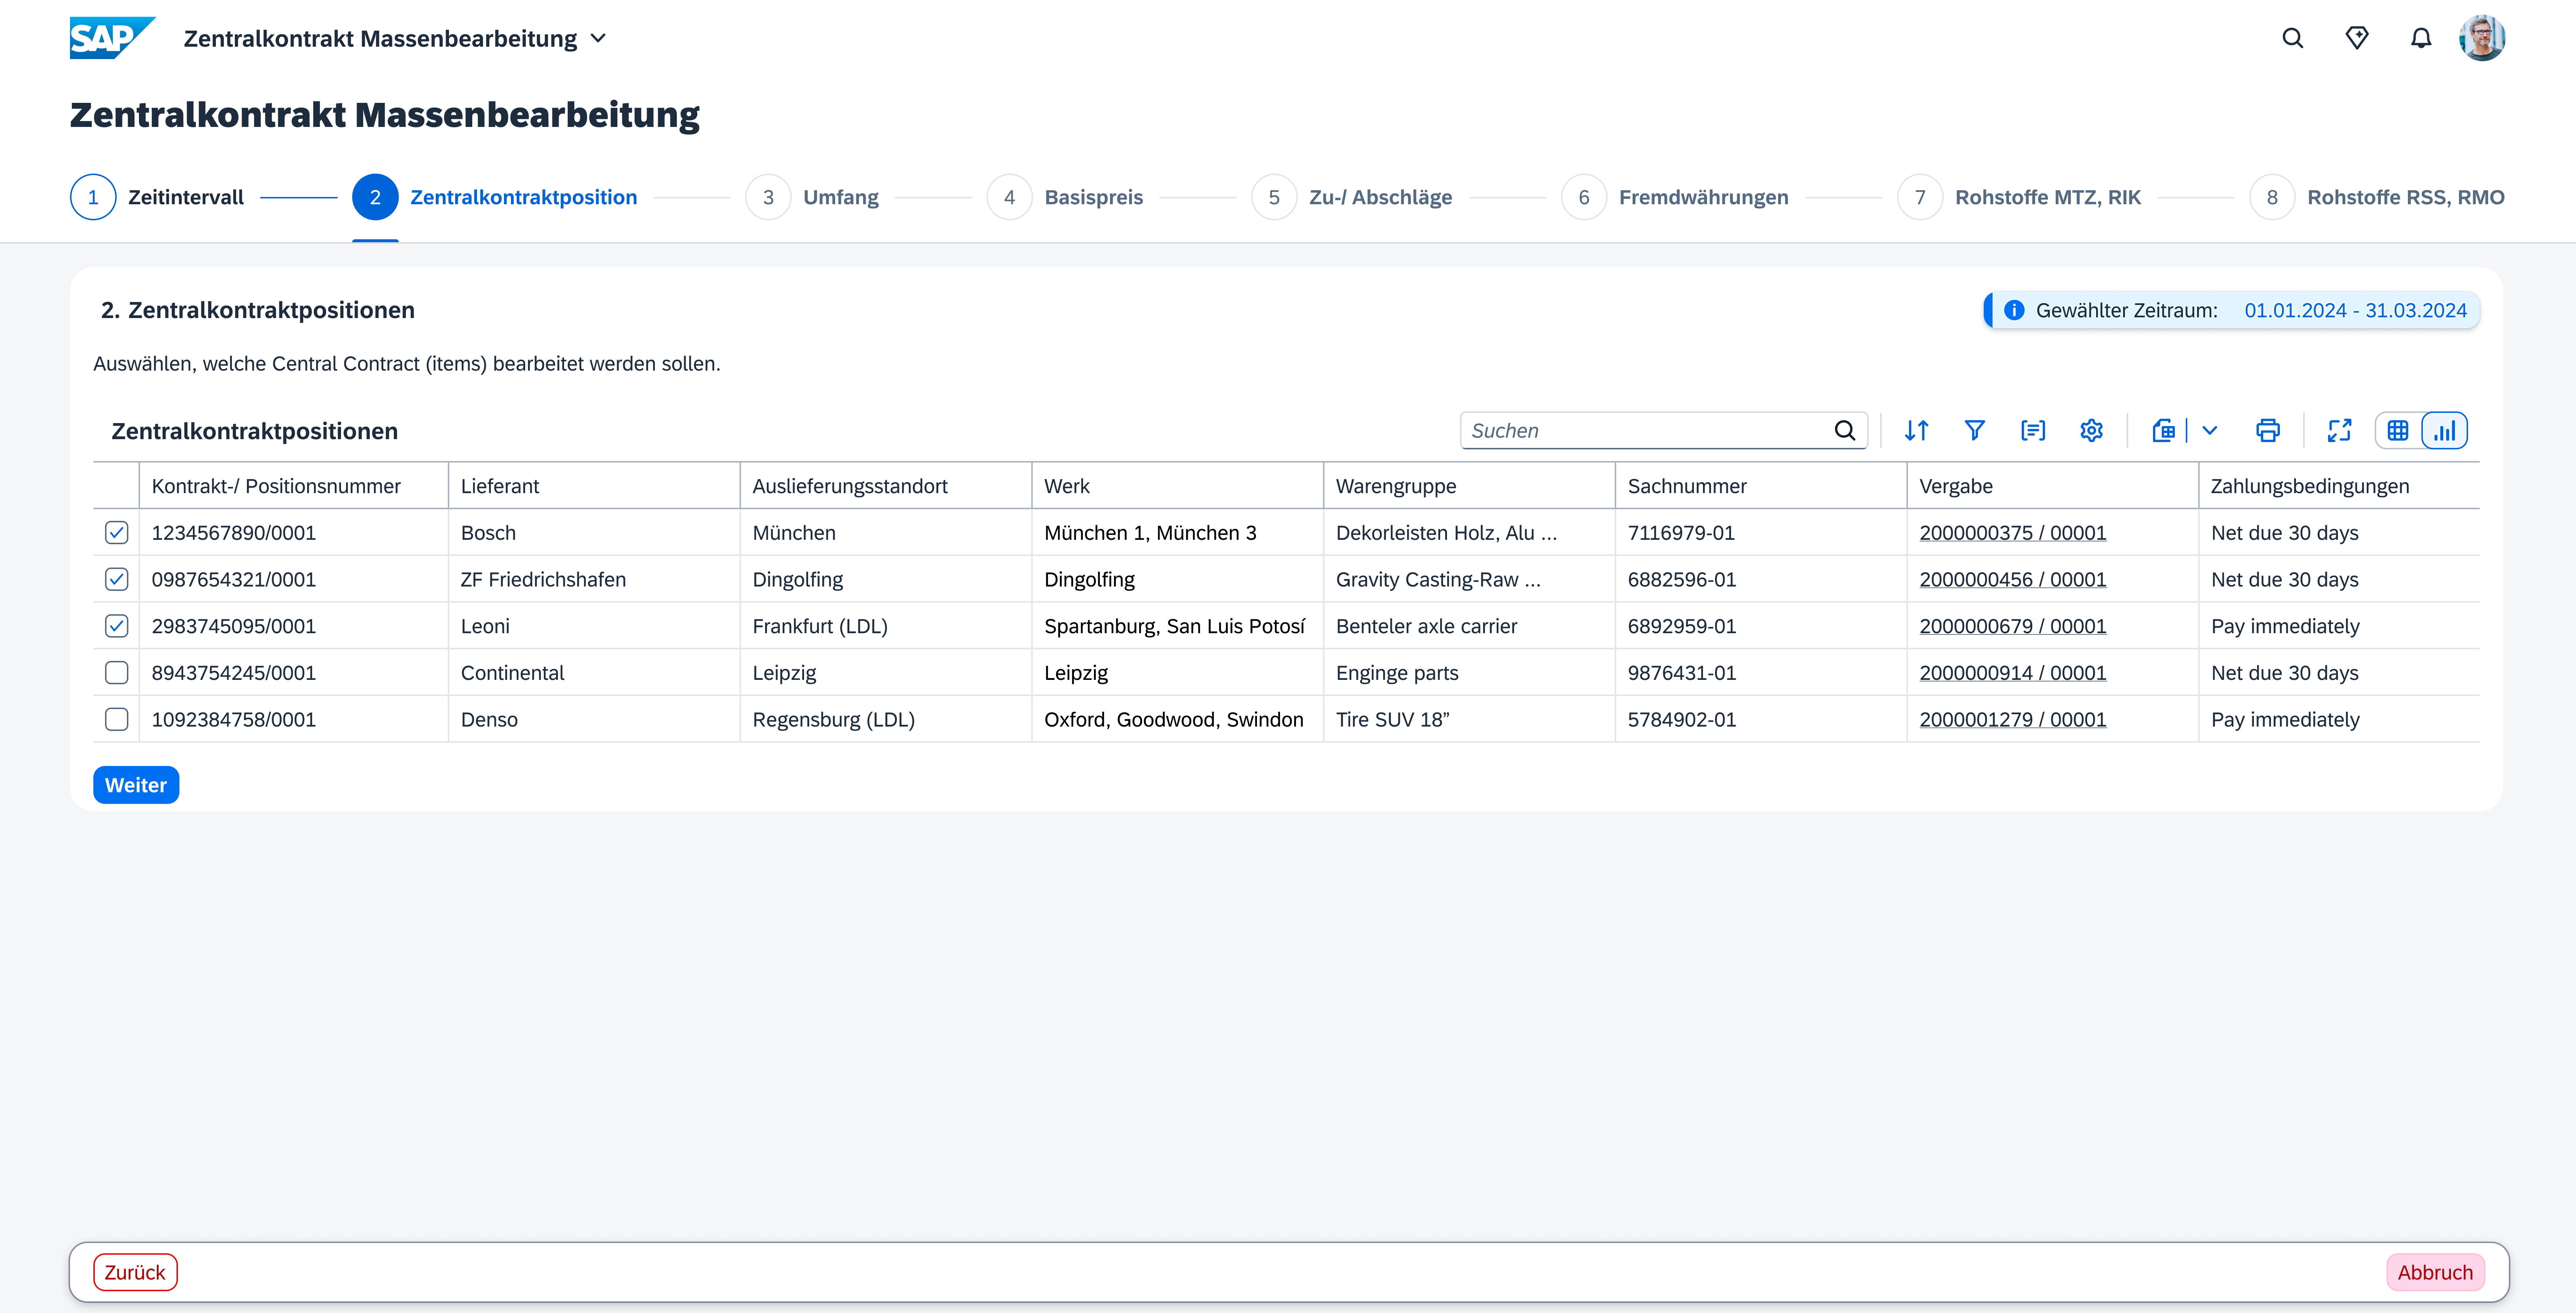 SAP Zentralkontrakt Massenbearbeitung
Zentralkontrakt Massenbearbeitung
1 Zeitintervall 2 Zentralkontraktposition 3 Umfang 4 Basispreis 5 Zu-/ Abschläge 6 Fremdwährungen 7 Rohstoffe MTZ, RIK 8 Rohstoffe RSS, RMO
2. Zentralkontraktpositionen Gewählter Zeitraum: 01.01.2024 - 31.03.2024
Auswählen, welche Central Contract (items) bearbeitet werden sollen.
Zentralkontraktpositionen Suchen
Kontrakt-/ Positionsnummer Lieferant Auslieferungsstandort Werk Warengruppe Sachnummer Vergabe Zahlungsbedingungen
1234567890/0001 Bosch München München 1, München 3 Dekorleisten Holz, Alu ... 7116979-01 2000000375 / 00001 Net due 30 days
0987654321/0001 ZF Friedrichshafen Dingolfing Dingolfing Gravity Casting-Raw ... 6882596-01 2000000456 / 00001 Net due 30 days
2983745095/0001 Leoni Frankfurt (LDL) Spartanburg, San Luis Potosí Benteler axle carrier 6892959-01 2000000679 / 00001 Pay immediately
8943754245/0001 Continental Leipzig Leipzig Enginge parts 9876431-01 2000000914 / 00001 Net due 30 days
1092384758/0001 Denso Regensburg (LDL) Oxford, Goodwood, Swindon Tire SUV 18” 5784902-01 2000001279 / 00001 Pay immediately
Weiter
Zurück Abbruch